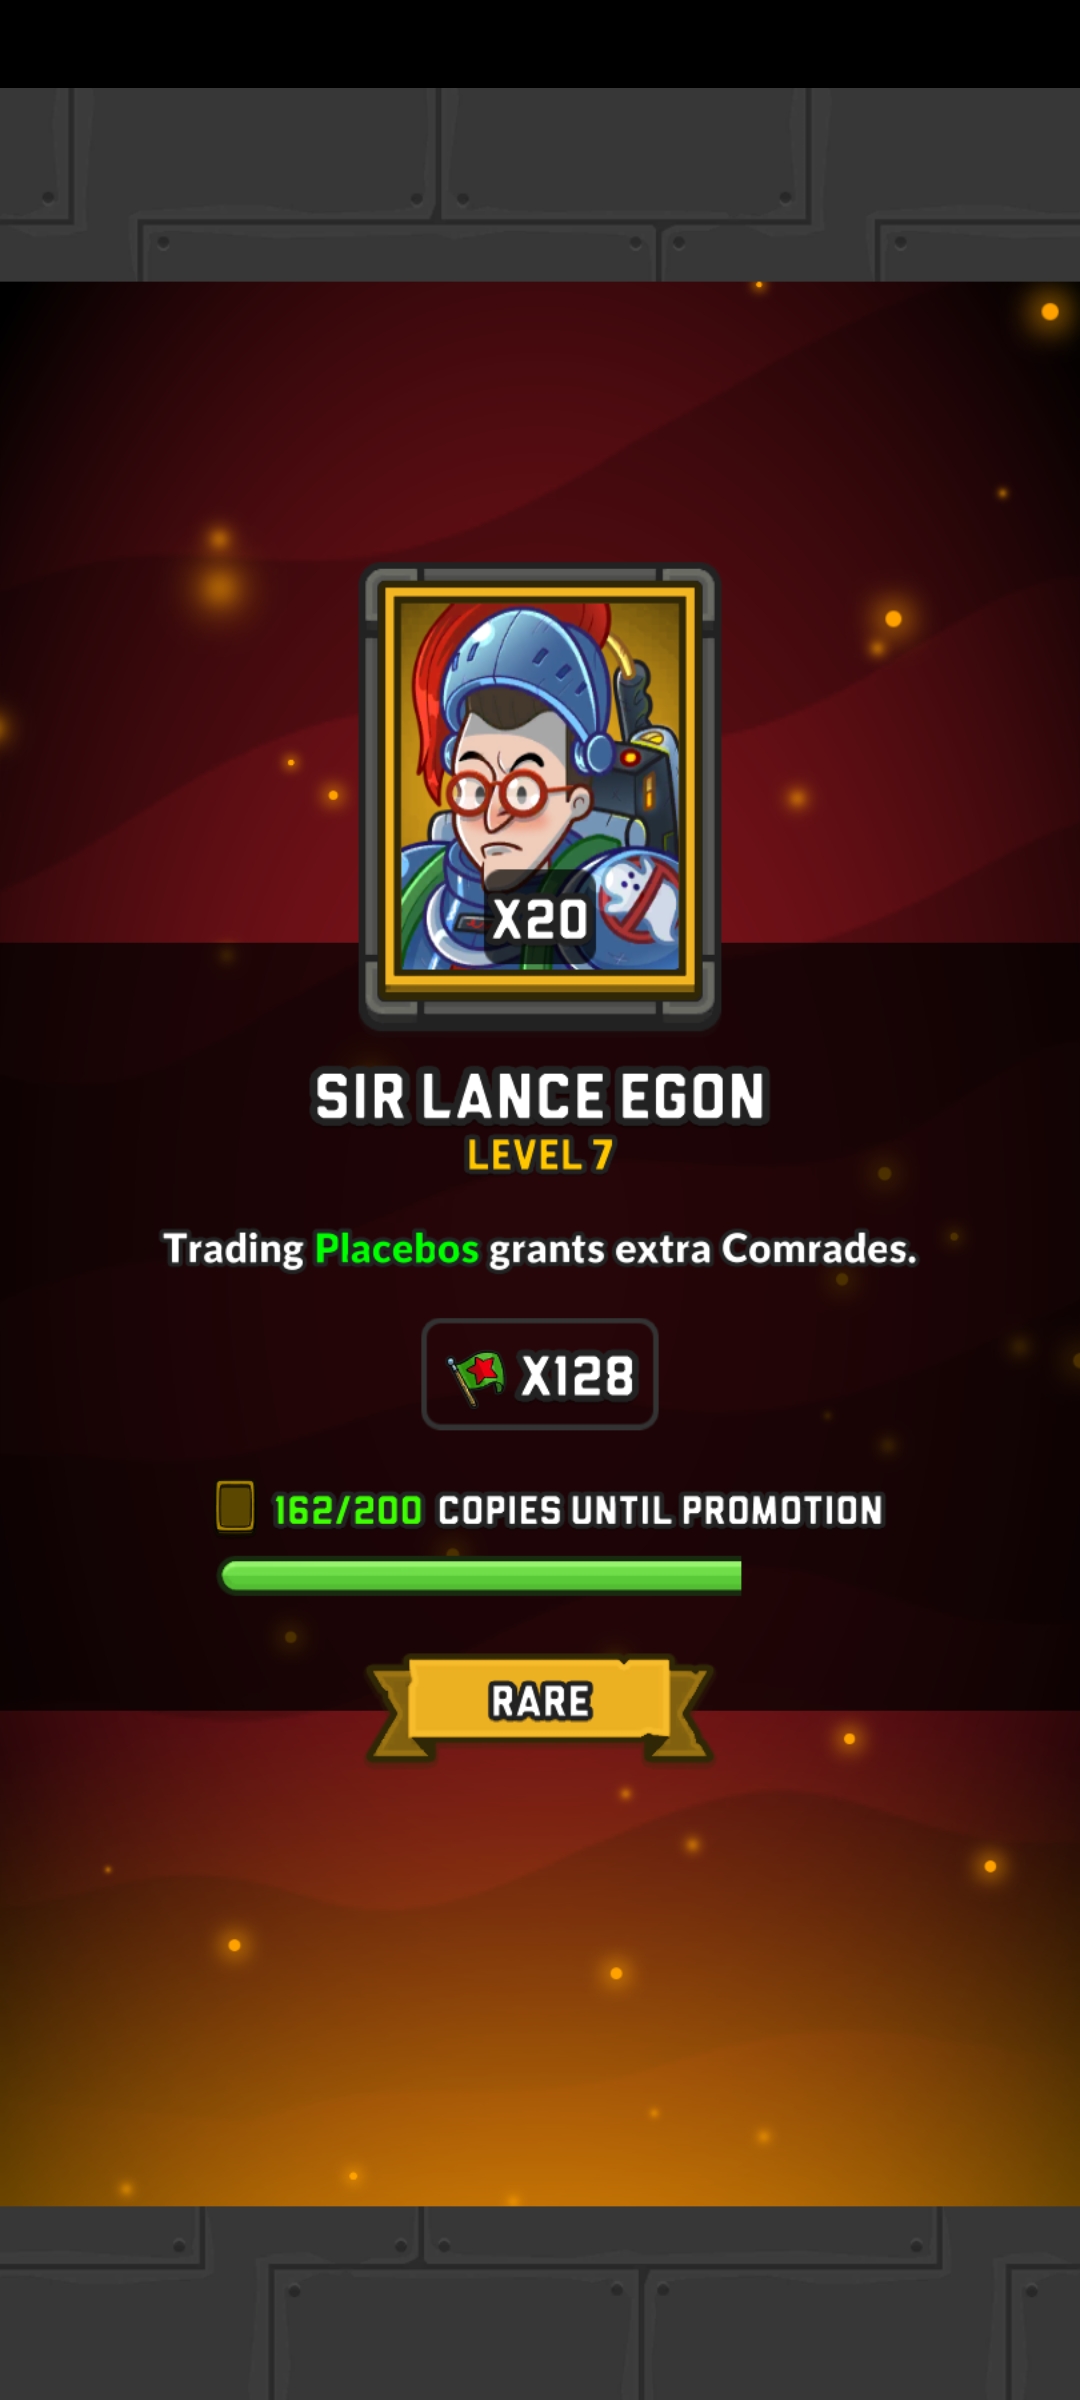 X20
SIR LANCE EGON
LEVEL 7
Trading Placebos grants extra Comrades.
X128
162/200 COPIES UNTIL PROMOTION
RARE